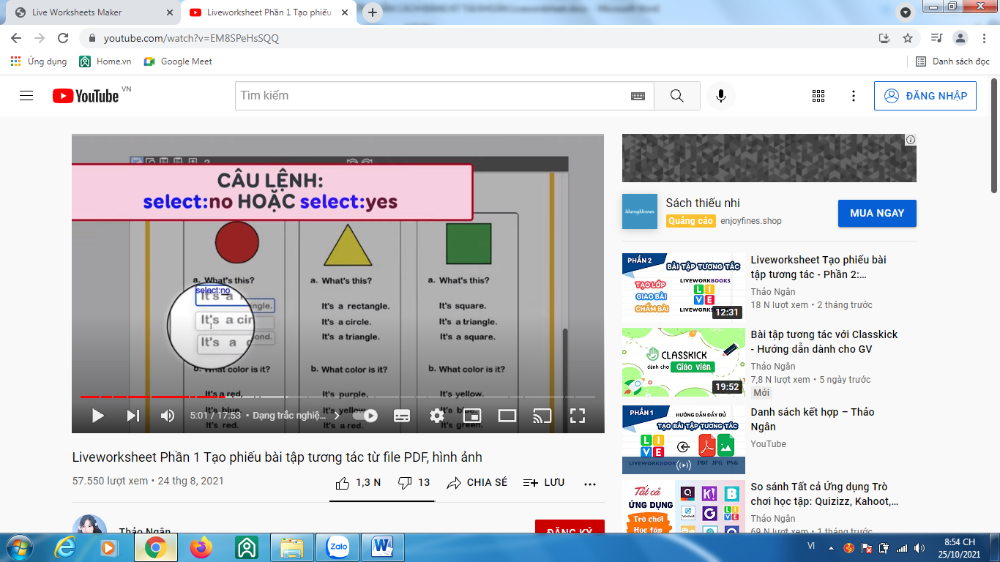 Live Worksheets Maker
Liveworksheet Phần 1 Tạo phiếu
youtube.com/watch?v=EM8SPeHsSQQ
Ứng dụng
Home.vn
Google Meet
Danh sách đọc
YouTube VN
Tìm kiếm
ĐĂNG NHẬP
CÂU LỆNH:
select:no HOẶC select:yes
a. What's this?
select:no
It's a
ngle.
It's a cir
It's a
ond.
b. What color is it?
It's a red.
It's blue.
It's red.
a. What's this?
It's a rectangle.
It's a circle.
It's a triangle.
b. What color is it?
It's purple.
It's yellow
It's a red.
a. What's this?
It's square.
It's a triangle.
It's a square.
b. What color is it?
It's yellow.
It's blue.
It's green.
5:01 / 17:53 • Dạng trắc nghiệ...
Liveworksheet Phần 1 Tạo phiếu bài tập tương tác từ file PDF, hình ảnh
57.550 lượt xem • 24 thg 8, 2021
1,3 N
13
CHIA SẺ
LƯU
Thảo Ngân
ĐĂNG KÝ
Sách thiếu nhi
Quảng cáo enjoyfines.shop
MUA NGAY
PHẦN 2
BÀI TẬP TƯƠNG TÁC
TẠO LỚP
GIAO BÀI
CHẤM BÀI
LIVEWORKBOOKS
LIVE
LIVEWORKS
12:31
Liveworksheet Tạo phiếu bài
tập tương tác - Phần 2:...
Thảo Ngân
18 N lượt xem • 2 tháng trước
CLASSKICK
dành cho Giáo viên
19:52
Bài tập tương tác với Classkick
- Hướng dẫn dành cho GV
Thảo Ngân
7,8 N lượt xem • 5 ngày trước
Mới
PHẦN 1
HƯỚNG DẪN ĐẦY ĐỦ
TẠO BÀI TẬP TƯƠNG TÁC
LIVE
LIVEWORKBOOK
PDF JPG PNG
Danh sách kết hợp – Thảo
Ngân
YouTube
Tất cả
ỨNG DỤNG
Trò chơi
Học tập
K!
B
LIVE
So sánh Tất cả Ứng dụng Trò
chơi học tập: Quizizz, Kahoot,...
Thảo Ngân
69 N lượt xem • 1 tháng trước
Zalo
VI
8:54 CH
25/10/2021